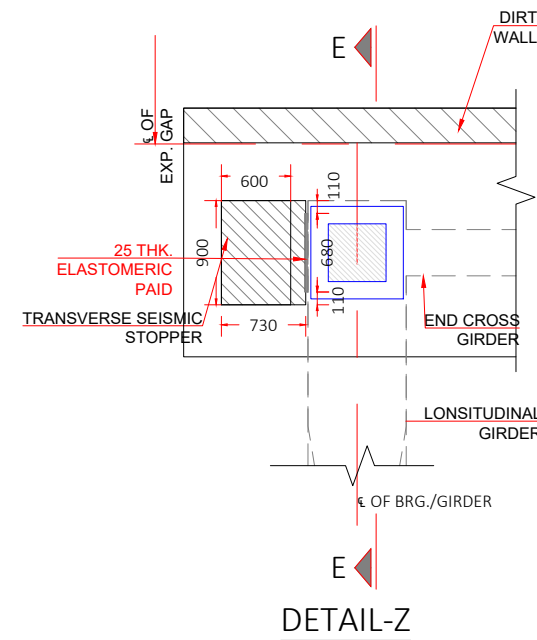 DIRT
WALL
E
℄ OF
EXP. GAP
600
110
900
680
25 THK.
ELASTOMERIC
PAID
110
TRANSVERSE SEISMIC
STOPPER
730
END CROSS
GIRDER
LONSITUDINAL
GIRDER
℄ OF BRG./GIRDER
E
DETAIL-Z